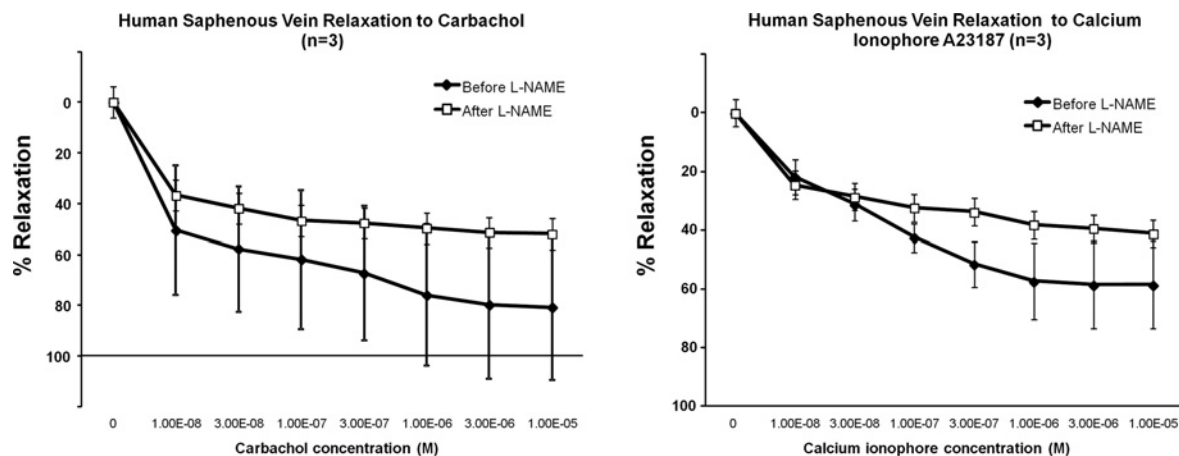 Human Saphenous Vein Relaxation to Carbachol
(n=3)
Before L-NAME
After L-NAME
% Relaxation
0
20
40
60
80
100
0 1.00E-08 3.00E-08 1.00E-07 3.00E-07 1.00E-06 3.00E-06 1.00E-05
Carbachol concentration (M)
Human Saphenous Vein Relaxation to Calcium
Ionophore A23187 (n=3)
Before L-NAME
After L-NAME
% Relaxation
0
20
40
60
80
100
0 1.00E-08 3.00E-08 1.00E-07 3.00E-07 1.00E-06 3.00E-06 1.00E-05
Calcium ionophore concentration (M)